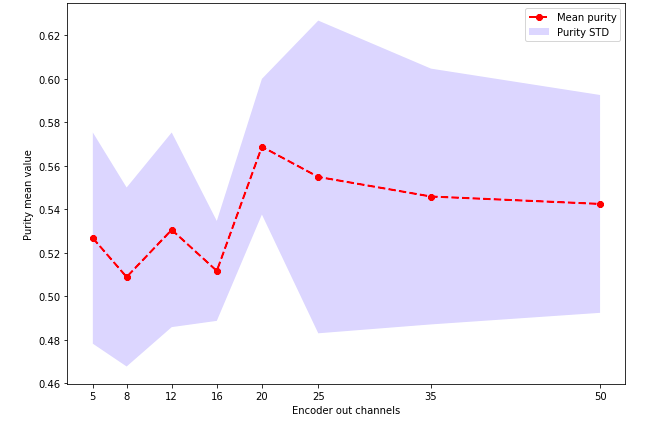 Mean purity
Purity STD
Purity mean value
0.62
0.60
0.58
0.56
0.54
0.52
0.50
0.48
0.46
5 8 12 16 20 25 35 50
Encoder out channels